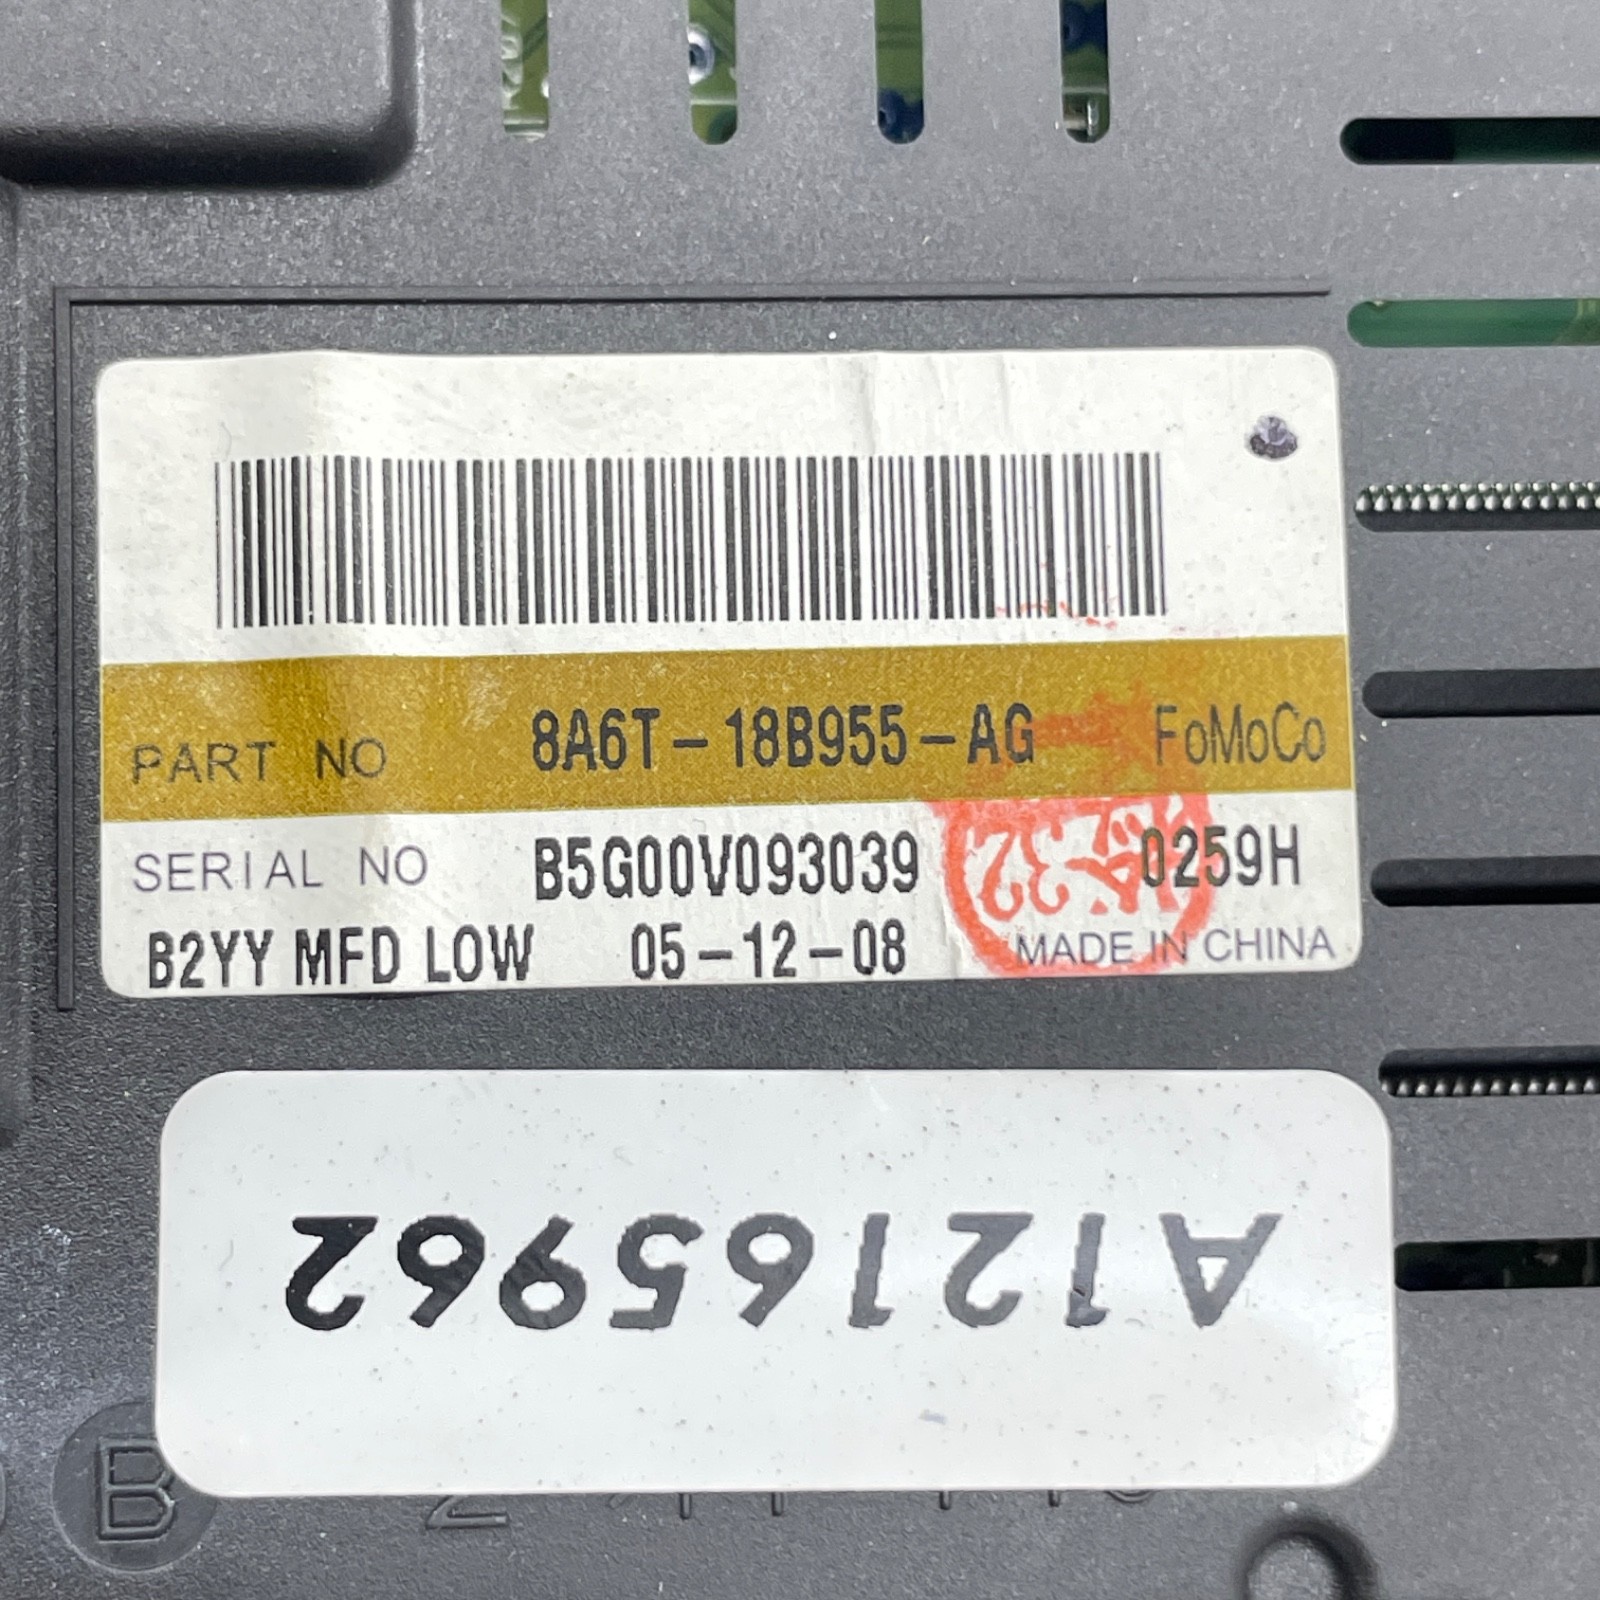 PART NO 8A6T-18B955-AG FoMoCo
SERIAL NO B5G00V093039 0259H
B2YY MFD LOW 05-12-08 MADE IN CHINA
A12165962
B